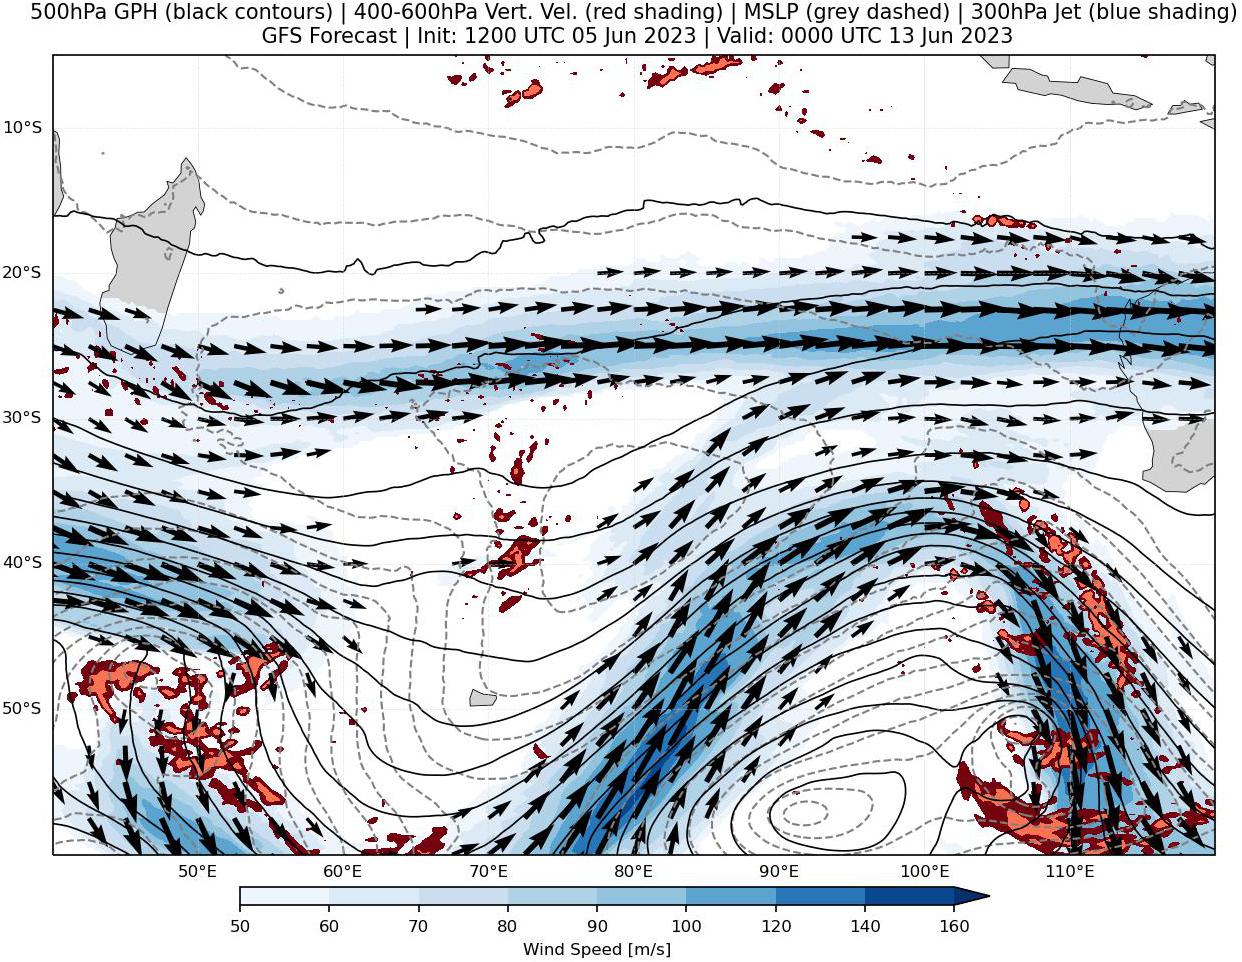 500hPa GPH (black contours) | 400-600hPa Vert. Vel. (red shading) | MSLP (grey dashed) | 300hPa Jet (blue shading)
GFS Forecast | Init: 1200 UTC 05 Jun 2023 | Valid: 0000 UTC 13 Jun 2023
10°S
20°S
30°S
40°S
50°S
50°E 60°E 70°E 80°E 90°E 100°E 110°E
50 60 70 80 90 100 120 140 160
Wind Speed [m/s]